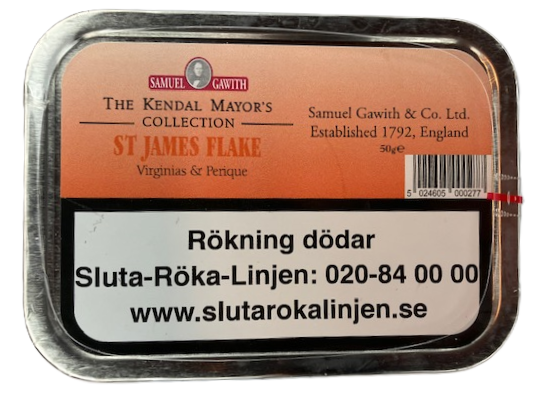 SAMUEL GAWITH
THE KENDAL MAYOR'S
COLLECTION
ST JAMES FLAKE
Virginias & Perique
Samuel Gawith & Co. Ltd.
Established 1792, England
50g℮
5 024605 000277
Rökning dödar
Sluta-Röka-Linjen: 020-84 00 00
www.slutarokalinjen.se